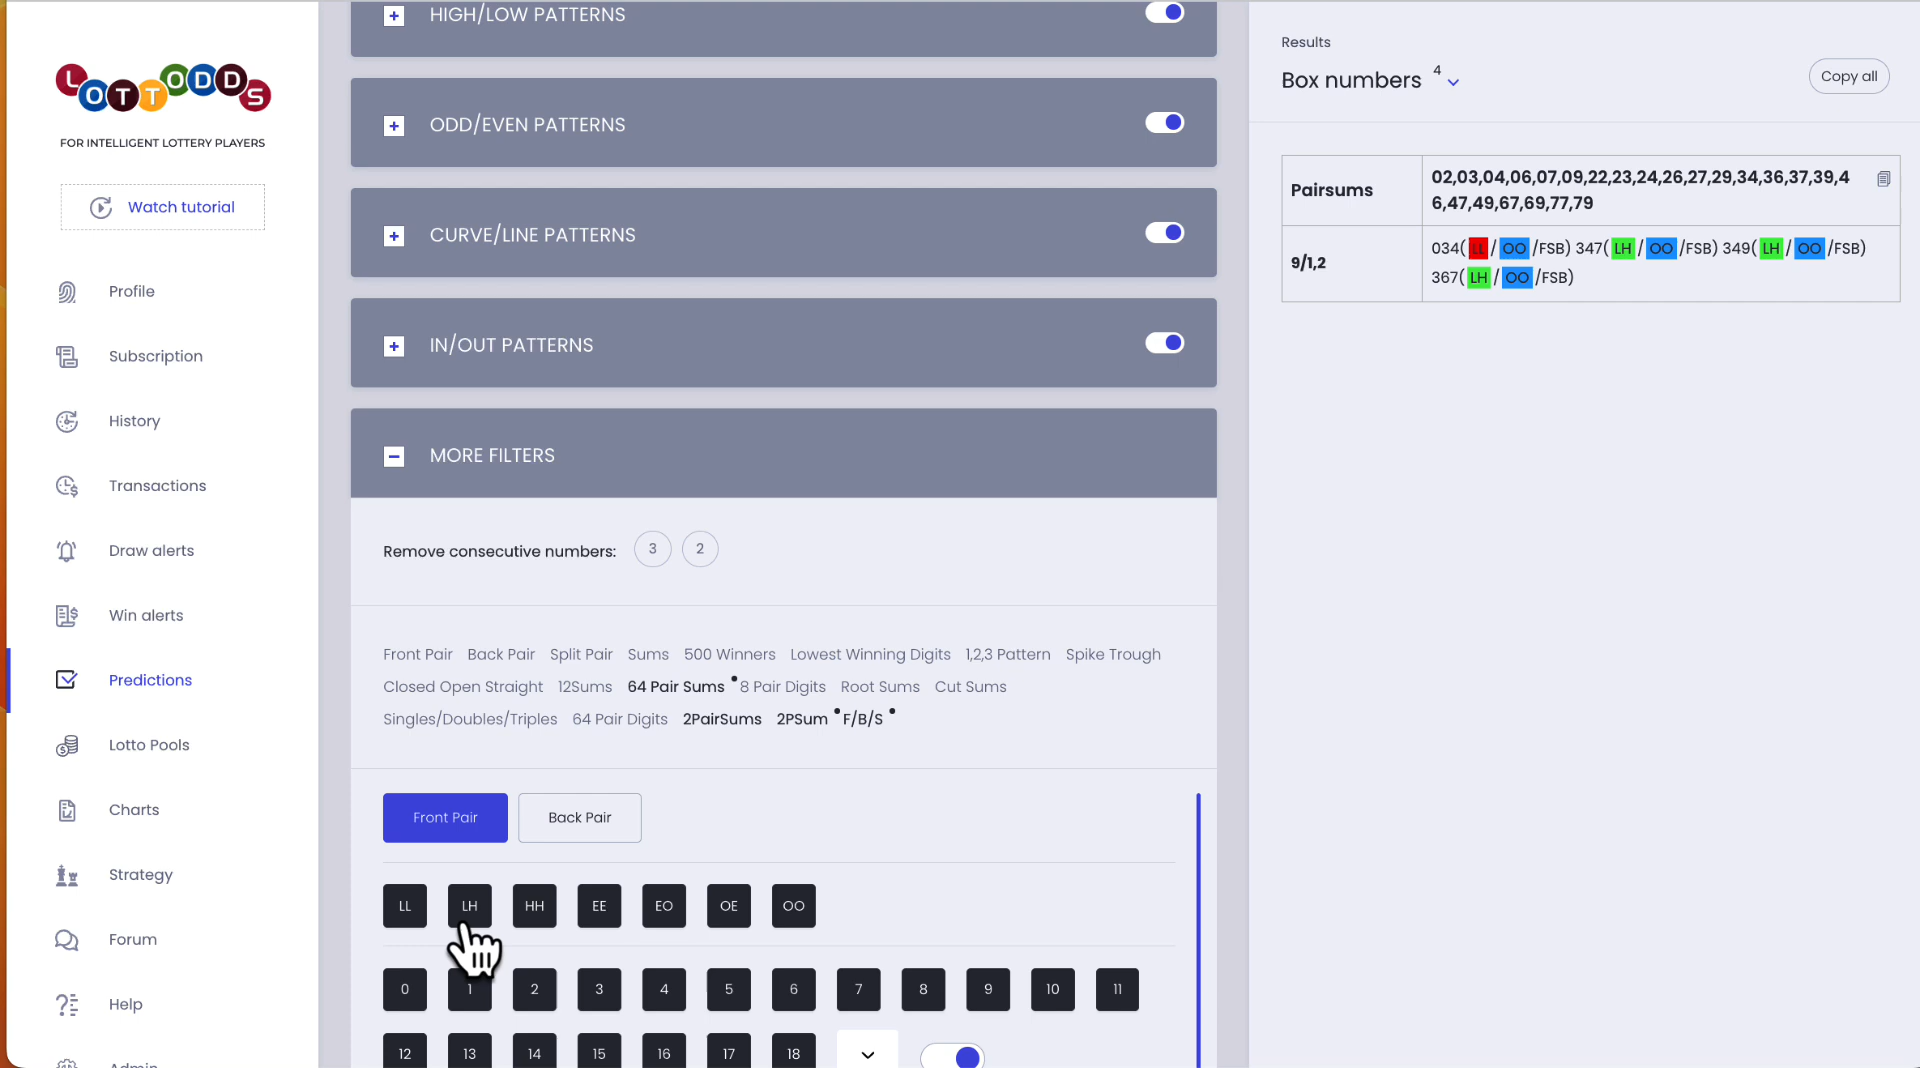 LOTTODDS
FOR INTELLIGENT LOTTERY PLAYERS
Watch tutorial
Profile
Subscription
History
Transactions
Draw alerts
Win alerts
Predictions
Lotto Pools
Charts
Strategy
Forum
Help
Admin
HIGH/LOW PATTERNS
ODD/EVEN PATTERNS
CURVE/LINE PATTERNS
IN/OUT PATTERNS
MORE FILTERS
Remove consecutive numbers: 3 2
Front Pair Back Pair Split Pair Sums 500 Winners Lowest Winning Digits 1,2,3 Pattern Spike Trough
Closed Open Straight 12Sums 64 Pair Sums 8 Pair Digits Root Sums Cut Sums
Singles/Doubles/Triples 64 Pair Digits 2PairSums 2PSum F/B/S
Front Pair Back Pair
LL LH HH EE EO OE OO
0 1 2 3 4 5 6 7 8 9 10 11
12 13 14 15 16 17 18
Results
Box numbers 4
Copy all
Pairsums
02,03,04,06,07,09,22,23,24,26,27,29,34,36,37,39,4
6,47,49,67,69,77,79
9/1,2
034( LL / OO /FSB) 347( LH / OO /FSB) 349( LH / OO /FSB)
367( LH / OO /FSB)